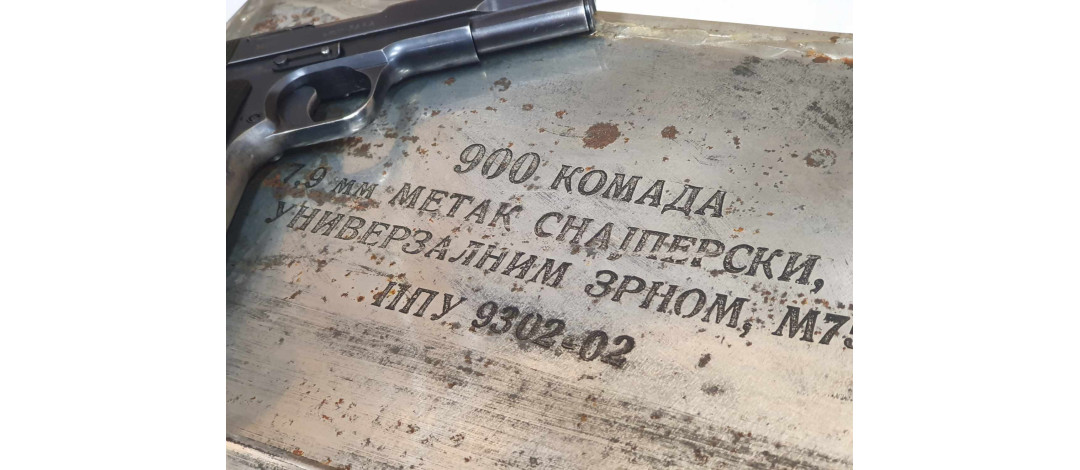 900 КОМАДА
7,9 мм МЕТАК СНАЈПЕРСКИ,
УНИВЕРЗАЛНИМ ЗРНОМ, М75
ППУ 9302-02